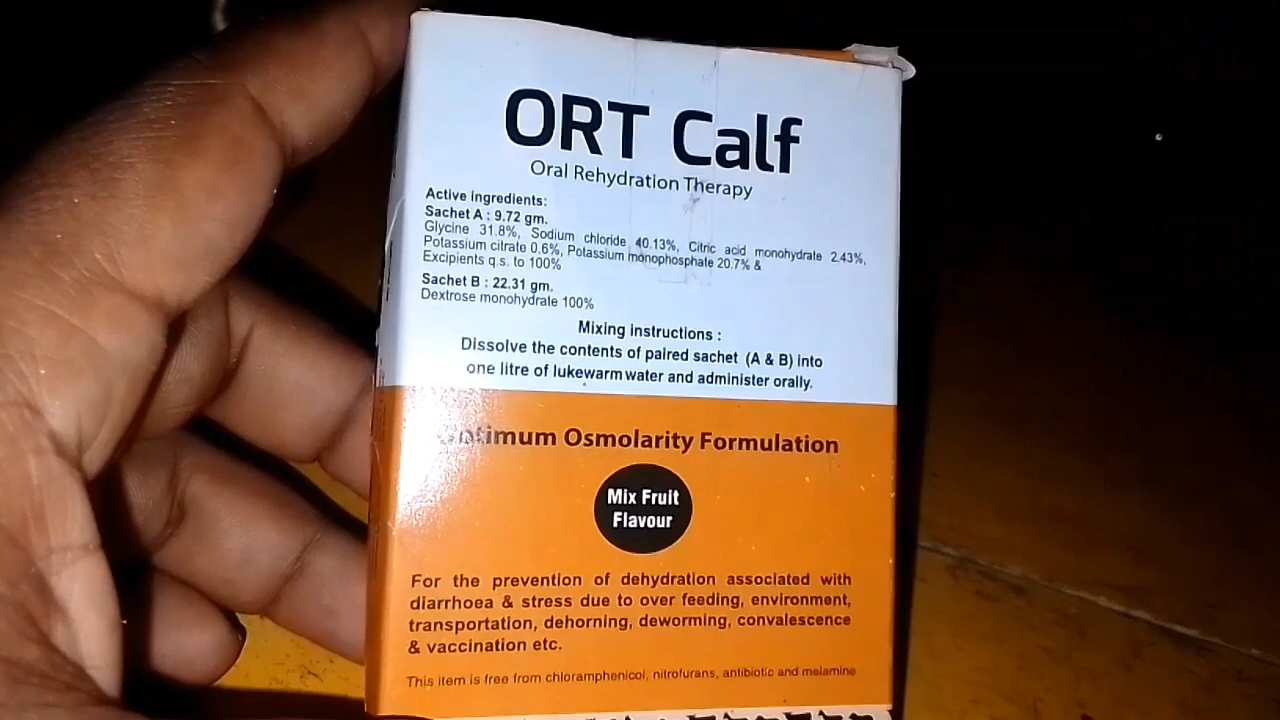 ORT Calf
Oral Rehydration Therapy
Active ingredients:
Sachet A : 9.72 gm.
Glycine 31.8%, Sodium chloride 40.13%, Citric acid monohydrate 2.43%,
Potassium citrate 0.6%, Potassium monophosphate 20.7% &
Excipients q.s. to 100%
Sachet B : 22.31 gm.
Dextrose monohydrate 100%
Mixing instructions :
Dissolve the contents of paired sachet (A & B) into
one litre of lukewarm water and administer orally.
Optimum Osmolarity Formulation
Mix Fruit
Flavour
For the prevention of dehydration associated with
diarrhoea & stress due to over feeding, environment,
transportation, dehorning, deworming, convalescence
& vaccination etc.
This item is free from chloramphenicol, nitrofurans, antibiotic and melamine